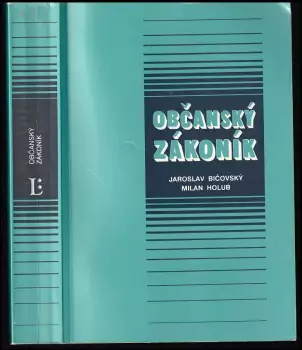 OBČANSKÝ
ZÁKONÍK
JAROSLAV BIČOVSKÝ
MILAN HOLUB
OBČANSKÝ
ZÁKONÍK
L